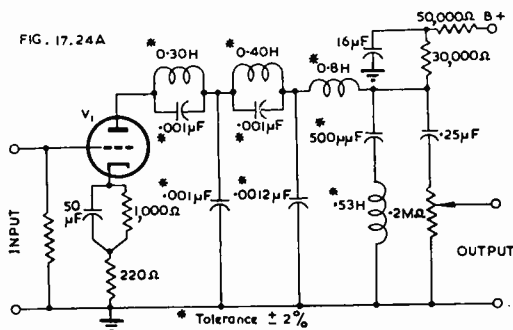 FIG. 17.24A
* 0·30H
* 0·40H
16μF
50,000Ω B+
30,000Ω
* 0·8H
V1
·001μF
*
·001μF
*
500μμF
·25μF
* ·001μF
* ·0012μF
INPUT
50 μF
1,000Ω
* ·53H
·2MΩ
OUTPUT
220Ω
* Tolerance ± 2%